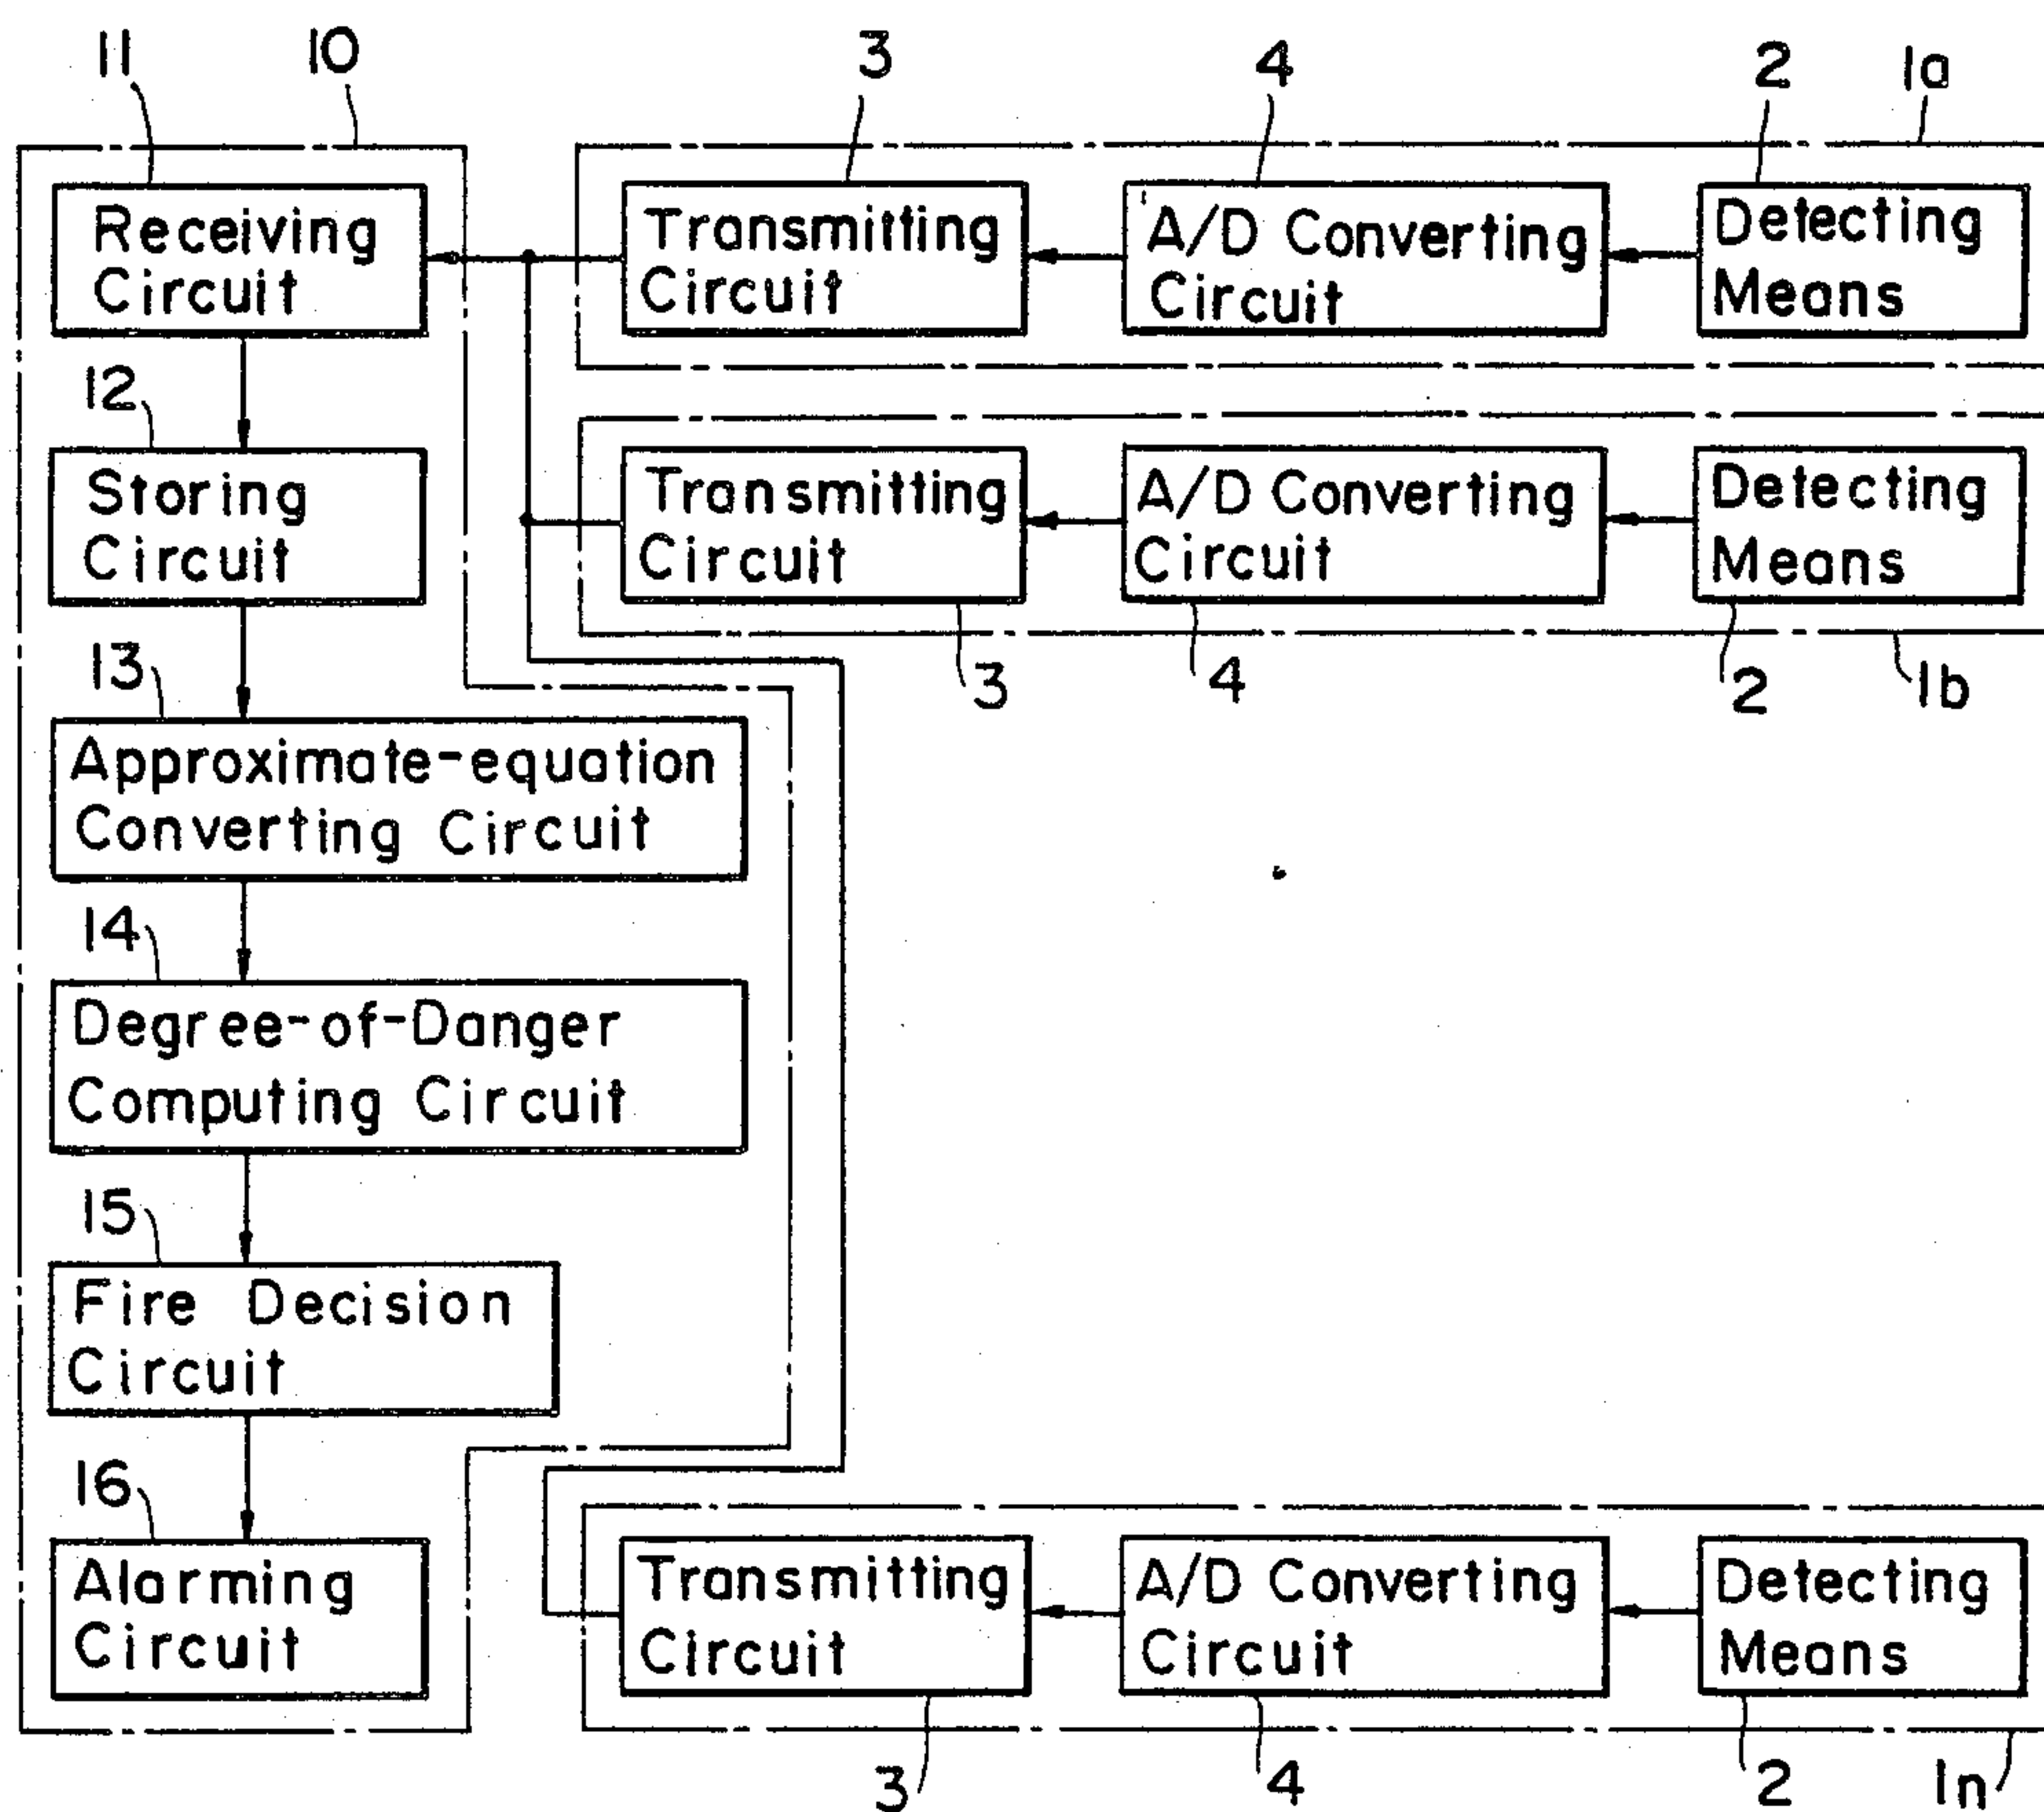 11
10
3
4
2
1a
Receiving
Circuit
Transmitting
Circuit
A/D Converting
Circuit
Detecting
Means
12
Storing
Circuit
Transmitting
Circuit
A/D Converting
Circuit
Detecting
Means
3
4
2
1b
13
Approximate-equation
Converting Circuit
14
Degree-of-Danger
Computing Circuit
15
Fire Decision
Circuit
16
Alarming
Circuit
Transmitting
Circuit
A/D Converting
Circuit
Detecting
Means
3
4
2
1n